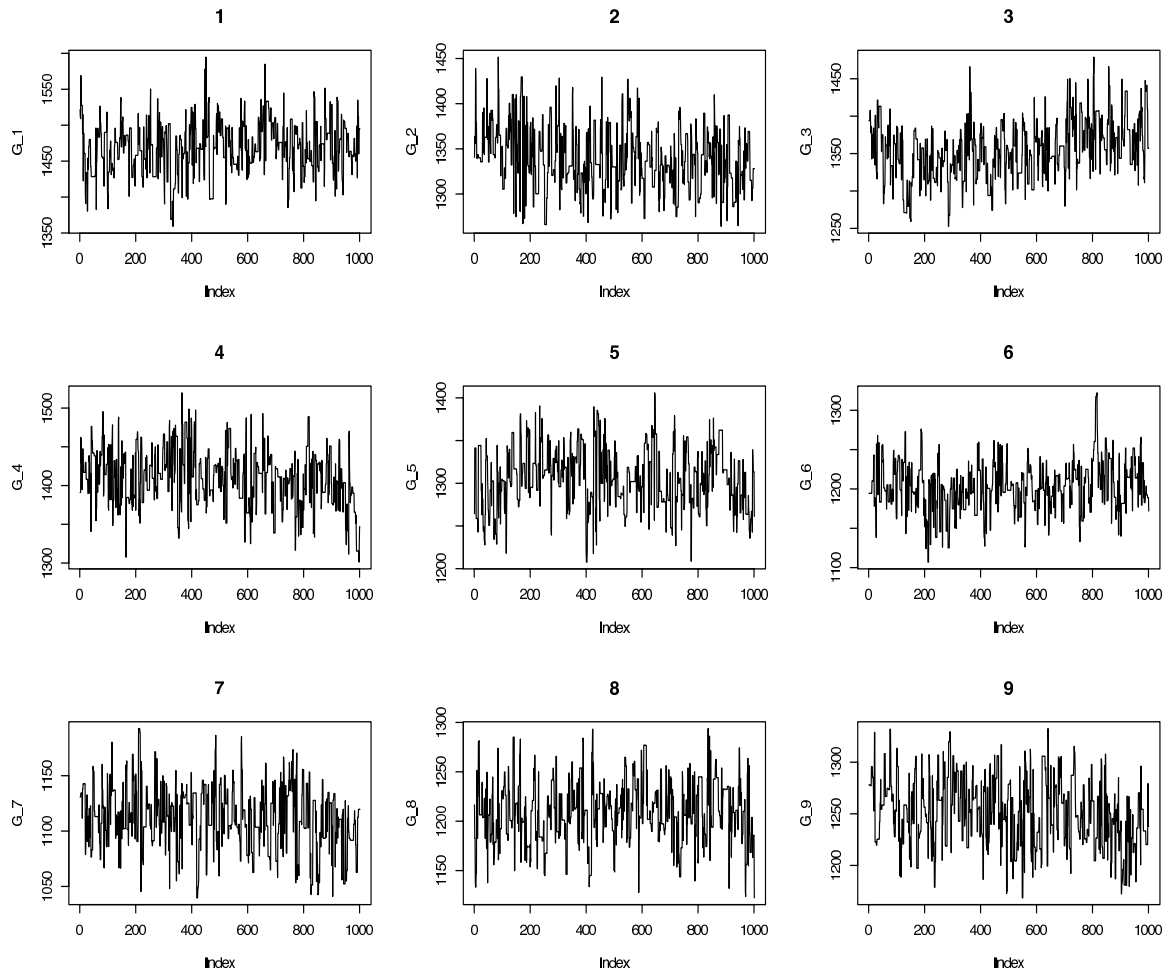 1 2 3
G_1
1350 1450 1550
0 200 400 600 800 1000
Index
G_2
1300 1350 1400 1450
0 200 400 600 800 1000
Index
G_3
1250 1350 1450
0 200 400 600 800 1000
Index
4 5 6
G_4
1300 1400 1500
0 200 400 600 800 1000
Index
G_5
1200 1300 1400
0 200 400 600 800 1000
Index
G_6
1100 1200 1300
0 200 400 600 800 1000
Index
7 8 9
G_7
1050 1100 1150
0 200 400 600 800 1000
Index
G_8
1150 1200 1250 1300
0 200 400 600 800 1000
Index
G_9
1200 1250 1300
0 200 400 600 800 1000
Index